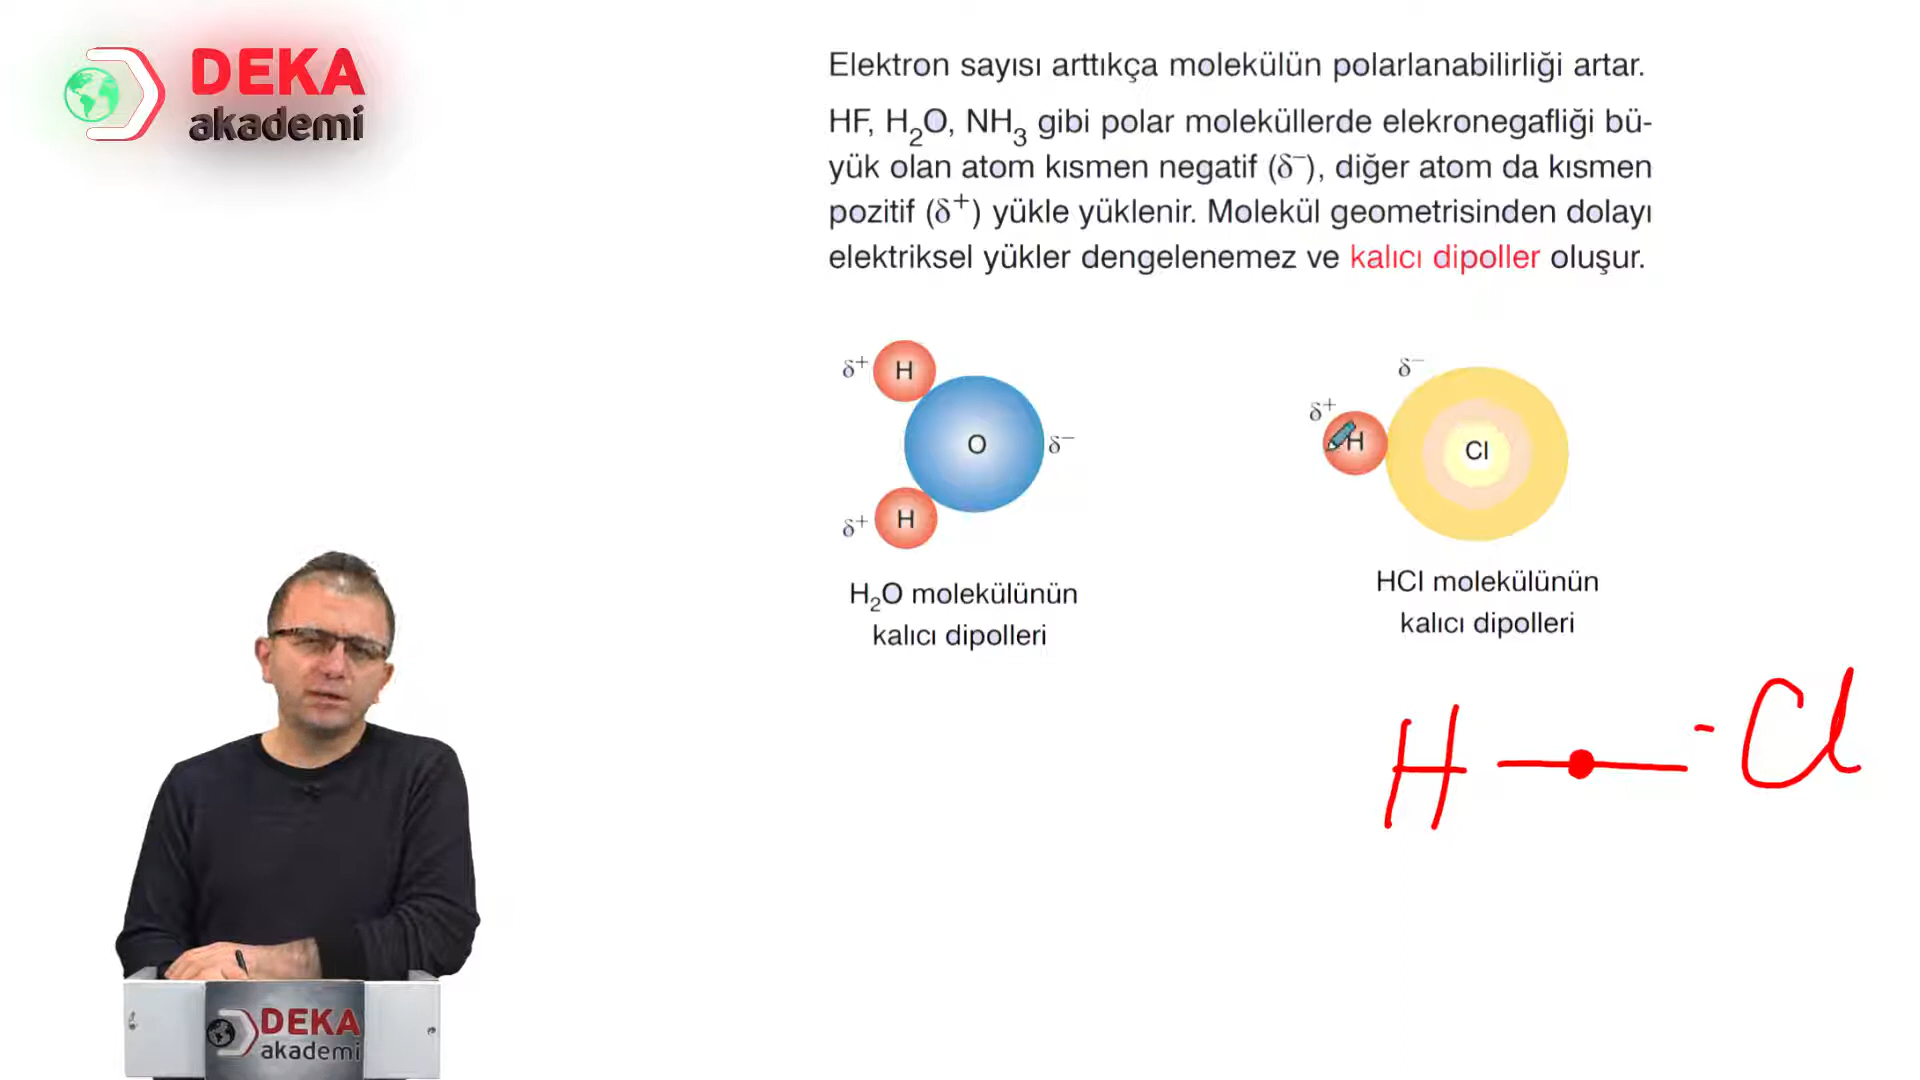 DEKA
akademi
Elektron sayısı arttıkça molekülün polarlanabilirliği artar.
HF, H₂O, NH₃ gibi polar moleküllerde elekronegafliği bü-
yük olan atom kısmen negatif (δ⁻), diğer atom da kısmen
pozitif (δ⁺) yükle yüklenir. Molekül geometrisinden dolayı
elektriksel yükler dengelenemez ve kalıcı dipoller oluşur.
δ⁺ H
O δ⁻
δ⁺ H
H₂O molekülünün
kalıcı dipolleri
δ⁻
δ⁺
H Cl
HCl molekülünün
kalıcı dipolleri
H - Cl
DEKA
akademi